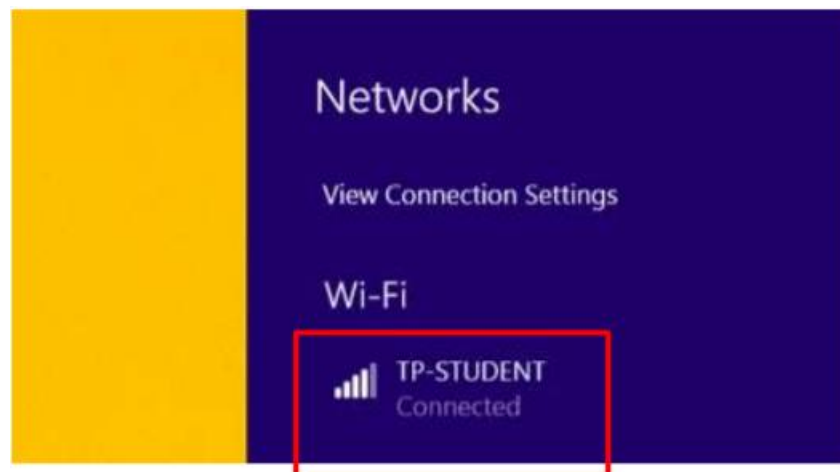 Networks
View Connection Settings
Wi-Fi
TP-STUDENT
Connected